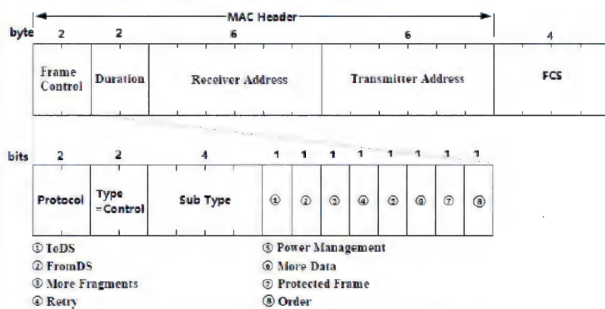 MAC Header
byte 2 2 6 6 4
Frame Control Duration Receiver Address Transmitter Address FCS
bits 2 2 4 1 1 1 1 1 1 1 1
Protocol Type =Control Sub Type ① ② ③ ④ ⑤ ⑥ ⑦ ⑧
① ToDS ⑤ Power Management
② FromDS ⑥ More Data
③ More Fragments ⑦ Protected Frame
④ Retry ⑧ Order